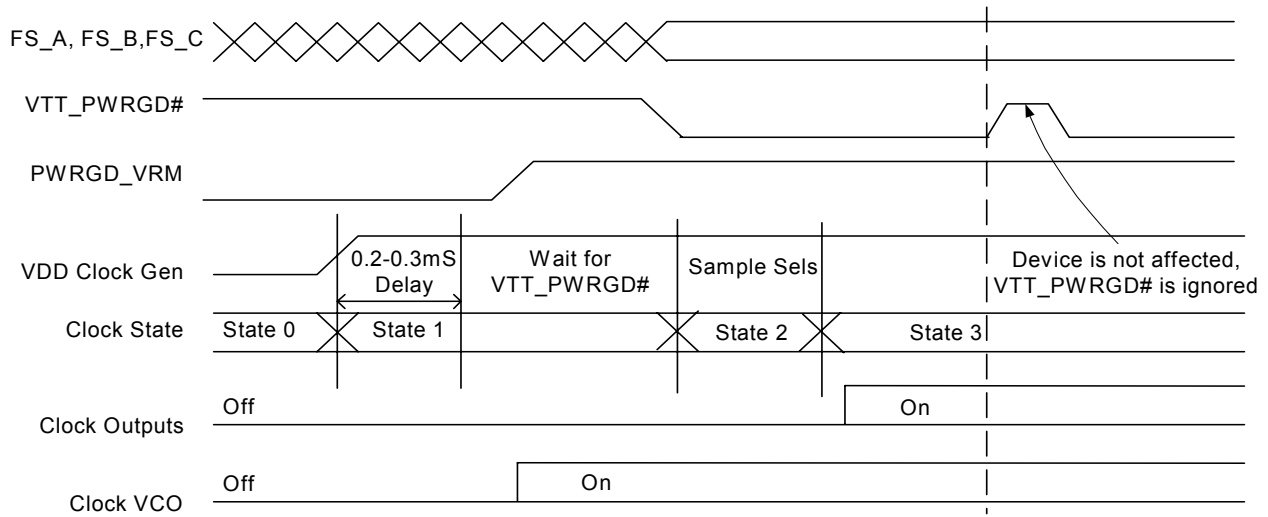 FS_A, FS_B,FS_C
VTT_PWRGD#
PWRGD_VRM
VDD Clock Gen
0.2-0.3mS
Delay
Wait for
VTT_PWRGD#
Sample Sels
Device is not affected,
VTT_PWRGD# is ignored
Clock State
State 0
State 1
State 2
State 3
Clock Outputs
Off
On
Clock VCO
Off
On